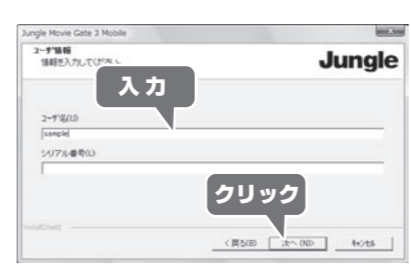 Jungle Movie Gate 3 Mobile
ユーザ情報
情報を入力してください。
Jungle
入力
ユーザ名(U)
sample
シリアル番号(L)
クリック
InstallShield
< 戻る(B)
次へ(N)>
キャンセル